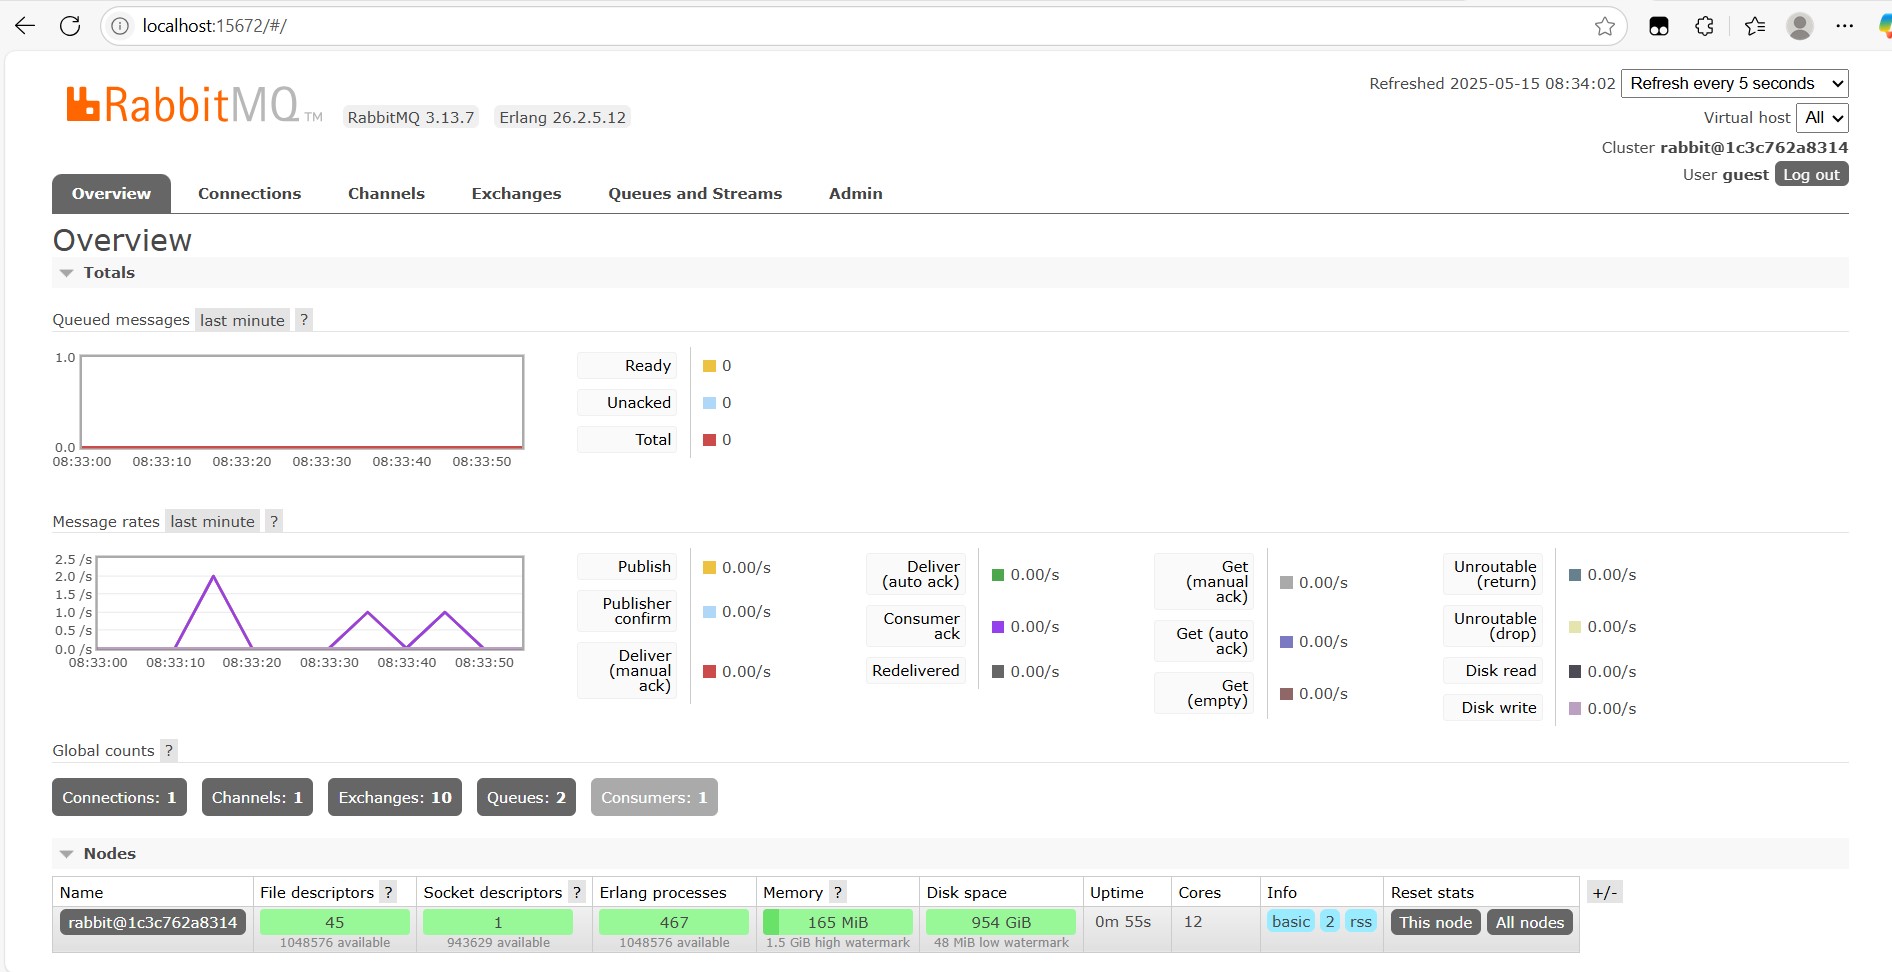 localhost:15672/#/
Refreshed 2025-05-15 08:34:02 Refresh every 5 seconds
RabbitMQ TM RabbitMQ 3.13.7 Erlang 26.2.5.12
Virtual host All
Cluster rabbit@1c3c762a8314
User guest Log out
Overview Connections Channels Exchanges Queues and Streams Admin
Overview
Totals
Queued messages last minute ?
1.0
0.0
08:33:00 08:33:10 08:33:20 08:33:30 08:33:40 08:33:50
Ready 0
Unacked 0
Total 0
Message rates last minute ?
2.5 /s
2.0 /s
1.5 /s
1.0 /s
0.5 /s
0.0 /s
08:33:00 08:33:10 08:33:20 08:33:30 08:33:40 08:33:50
Publish 0.00/s
Publisher
confirm 0.00/s
Deliver
(manual
ack) 0.00/s
Deliver
(auto ack) 0.00/s
Consumer
ack 0.00/s
Redelivered 0.00/s
Get
(manual
ack) 0.00/s
Get (auto
ack) 0.00/s
Get
(empty) 0.00/s
Unroutable
(return) 0.00/s
Unroutable
(drop) 0.00/s
Disk read 0.00/s
Disk write 0.00/s
Global counts ?
Connections: 1 Channels: 1 Exchanges: 10 Queues: 2 Consumers: 1
Nodes
Name File descriptors ? Socket descriptors ? Erlang processes Memory ? Disk space Uptime Cores Info Reset stats +/-
rabbit@1c3c762a8314 45 1 467 165 MiB 954 GiB 0m 55s 12 basic 2 rss This node All nodes
1048576 available 943629 available 1048576 available 1.5 GiB high watermark 48 MiB low watermark